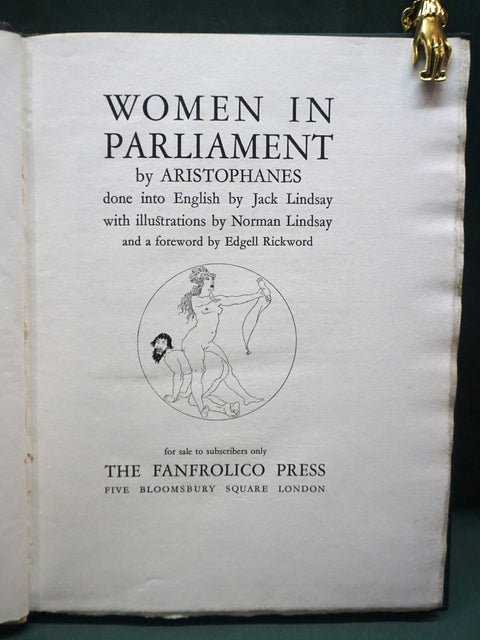 WOMEN IN
PARLIAMENT
by ARISTOPHANES
done into English by Jack Lindsay
with illustrations by Norman Lindsay
and a foreword by Edgell Rickword
for sale to subscribers only
THE FANFROLICO PRESS
FIVE BLOOMSBURY SQUARE LONDON